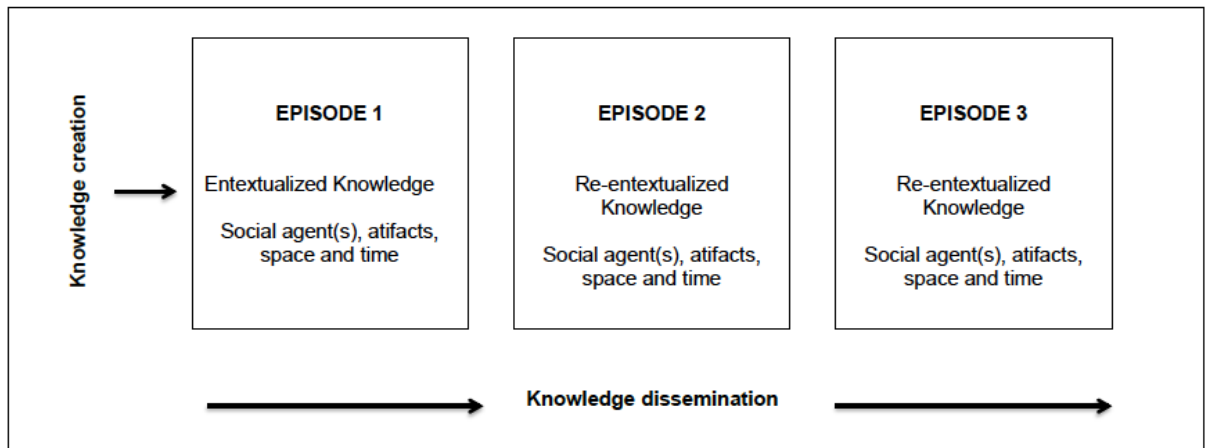 Knowledge creation
EPISODE 1
Entextualized Knowledge
Social agent(s), atifacts,
space and time
EPISODE 2
Re-entextualized
Knowledge
Social agent(s), atifacts,
space and time
EPISODE 3
Re-entextualized
Knowledge
Social agent(s), atifacts,
space and time
Knowledge dissemination